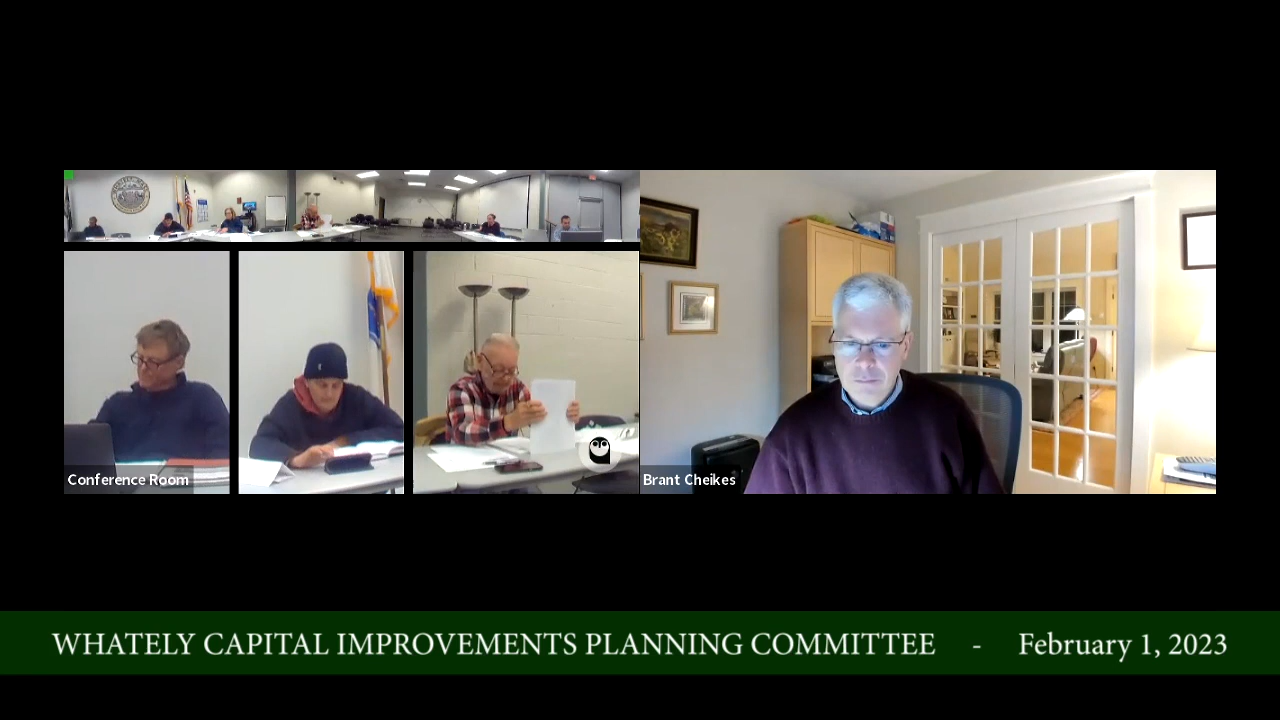 Conference Room
Brant Cheikes
WHATELY CAPITAL IMPROVEMENTS PLANNING COMMITTEE - February 1, 2023